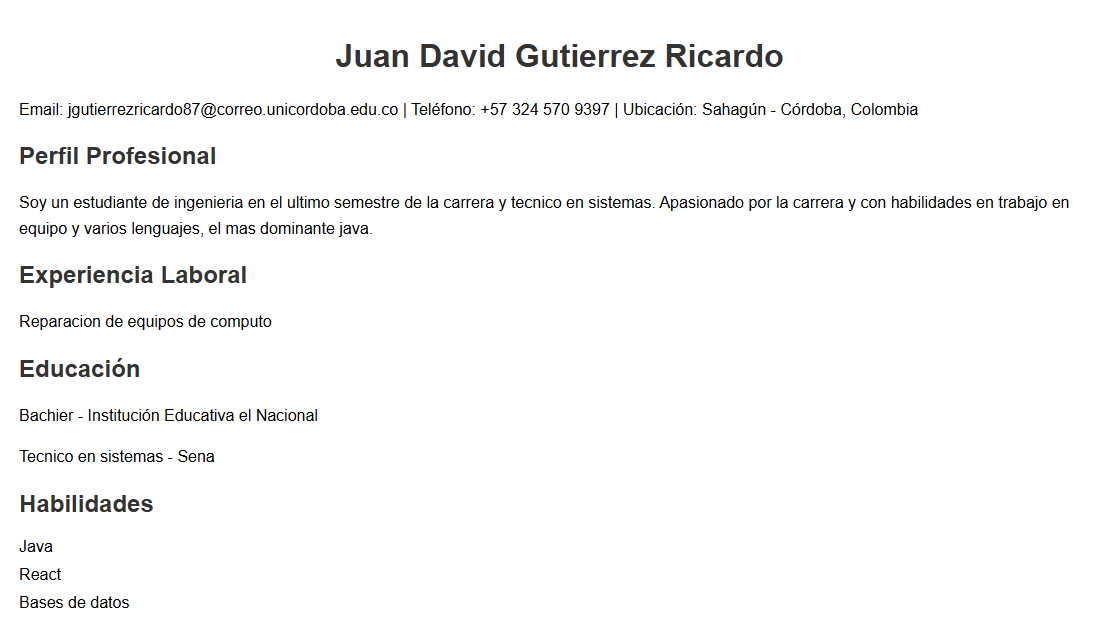 Juan David Gutierrez Ricardo
Email: jgutierrezricardo87@correo.unicordoba.edu.co | Teléfono: +57 324 570 9397 | Ubicación: Sahagún - Córdoba, Colombia
Perfil Profesional
Soy un estudiante de ingenieria en el ultimo semestre de la carrera y tecnico en sistemas. Apasionado por la carrera y con habilidades en trabajo en
equipo y varios lenguajes, el mas dominante java.
Experiencia Laboral
Reparacion de equipos de computo
Educación
Bachier - Institución Educativa el Nacional
Tecnico en sistemas - Sena
Habilidades
Java
React
Bases de datos